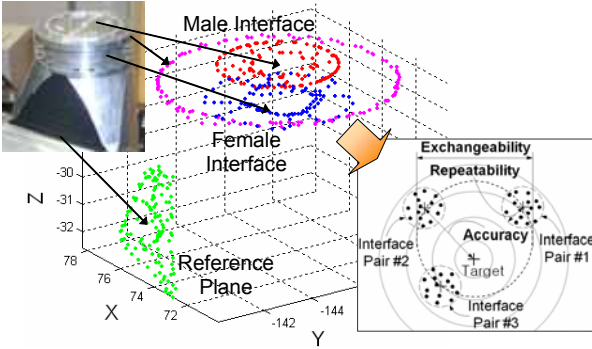 Male Interface
Female
Interface
Reference
Plane
Z
-30
-31
-32
78
76
74
72
X
-142
-144
Y
Exchangeability
Repeatability
Accuracy
Target
Interface
Pair #2
Interface
Pair #1
Interface
Pair #3